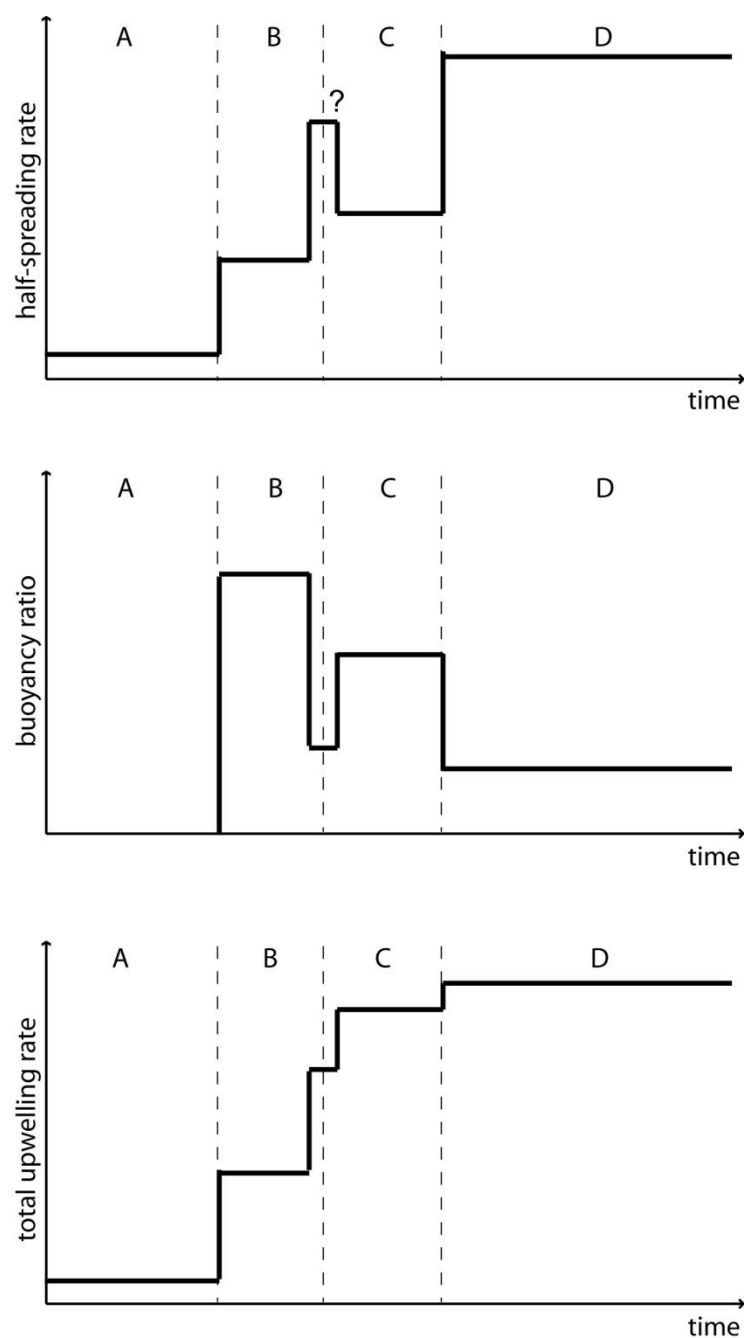 A B C D
?
half-spreading rate
time
A B C D
buoyancy ratio
time
A B C D
total upwelling rate
time